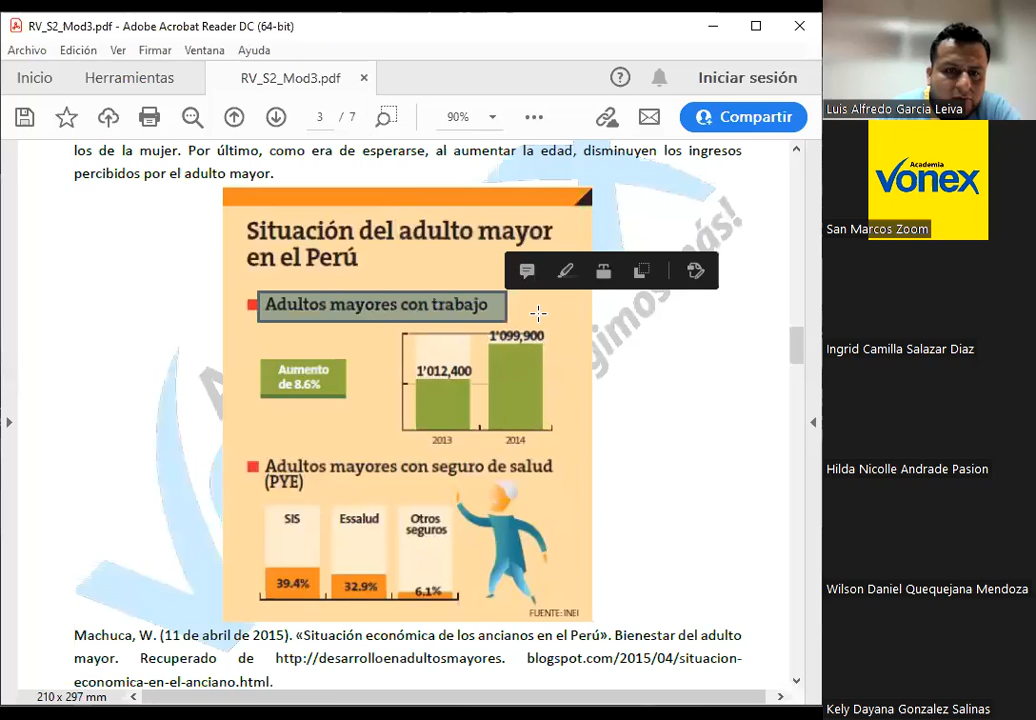 RV_S2_Mod3.pdf - Adobe Acrobat Reader DC (64-bit)
Archivo Edición Ver Firmar Ventana Ayuda
Inicio Herramientas RV_S2_Mod3.pdf × Iniciar sesión
3 / 7 90% Compartir
los de la mujer. Por último, como era de esperarse, al aumentar la edad, disminuyen los ingresos
percibidos por el adulto mayor.
Situación del adulto mayor
en el Perú
Adultos mayores con trabajo
Aumento
de 8.6%
1'012,400
1'099,900
2013 2014
Adultos mayores con seguro de salud
(PYE)
SIS Essalud Otros
seguros
39.4% 32.9% 6.1%
FUENTE: INEI
Machuca, W. (11 de abril de 2015). «Situación económica de los ancianos en el Perú». Bienestar del adulto
mayor. Recuperado de http://desarrolloenadultosmayores. blogspot.com/2015/04/situacion-
economica-en-el-anciano.html.
210 x 297 mm
Luis Alfredo Garcia Leiva
Academia
Vonex
San Marcos Zoom
Ingrid Camilla Salazar Diaz
Hilda Nicolle Andrade Pasion
Wilson Daniel Quequejana Mendoza
Kely Dayana Gonzalez Salinas